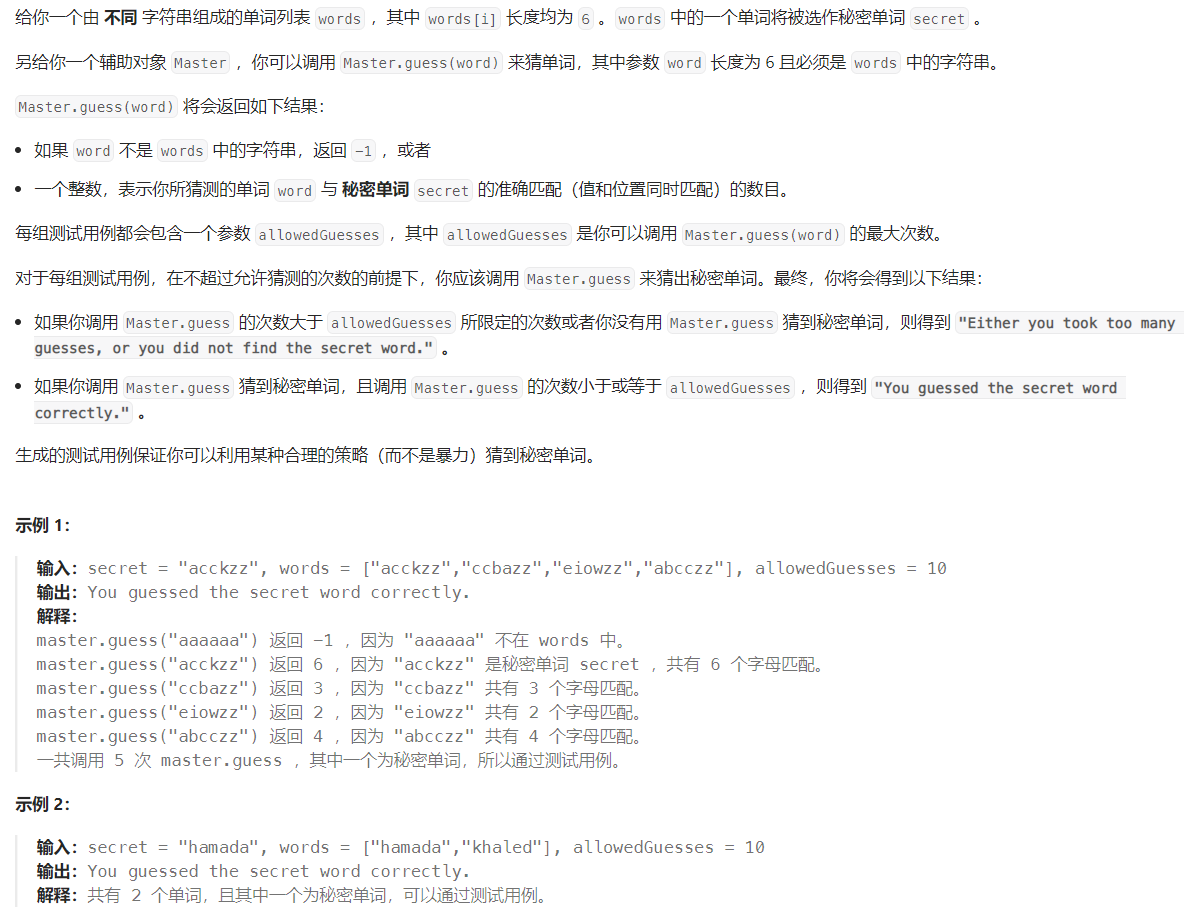 给你一个由 不同 字符串组成的单词列表 words ，其中 words[i] 长度均为 6 。words 中的一个单词将被选作秘密单词 secret 。
另给你一个辅助对象 Master ，你可以调用 Master.guess(word) 来猜单词，其中参数 word 长度为 6 且必须是 words 中的字符串。
Master.guess(word) 将会返回如下结果：
• 如果 word 不是 words 中的字符串，返回 -1 ，或者
• 一个整数，表示你所猜测的单词 word 与 秘密单词 secret 的准确匹配（值和位置同时匹配）的数目。
每组测试用例都会包含一个参数 allowedGuesses ，其中 allowedGuesses 是你可以调用 Master.guess(word) 的最大次数。
对于每组测试用例，在不超过允许猜测的次数的前提下，你应该调用 Master.guess 来猜出秘密单词。最终，你将会得到以下结果：
• 如果你调用 Master.guess 的次数大于 allowedGuesses 所限定的次数或者你没有用 Master.guess 猜到秘密单词，则得到 "Either you took too many
guesses, or you did not find the secret word." 。
• 如果你调用 Master.guess 猜到秘密单词，且调用 Master.guess 的次数小于或等于 allowedGuesses ，则得到 "You guessed the secret word
correctly." 。
生成的测试用例保证你可以利用某种合理的策略（而不是暴力）猜到秘密单词。
示例 1：
输入：secret = "acckzz", words = ["acckzz","ccbazz","eiowzz","abcczz"], allowedGuesses = 10
输出：You guessed the secret word correctly.
解释：
master.guess("aaaaaa") 返回 -1 ，因为 "aaaaaa" 不在 words 中。
master.guess("acckzz") 返回 6 ，因为 "acckzz" 是秘密单词 secret ，共有 6 个字母匹配。
master.guess("ccbazz") 返回 3 ，因为 "ccbazz" 共有 3 个字母匹配。
master.guess("eiowzz") 返回 2 ，因为 "eiowzz" 共有 2 个字母匹配。
master.guess("abcczz") 返回 4 ，因为 "abcczz" 共有 4 个字母匹配。
一共调用 5 次 master.guess ，其中一个为秘密单词，所以通过测试用例。
示例 2：
输入：secret = "hamada", words = ["hamada","khaled"], allowedGuesses = 10
输出：You guessed the secret word correctly.
解释：共有 2 个单词，且其中一个为秘密单词，可以通过测试用例。